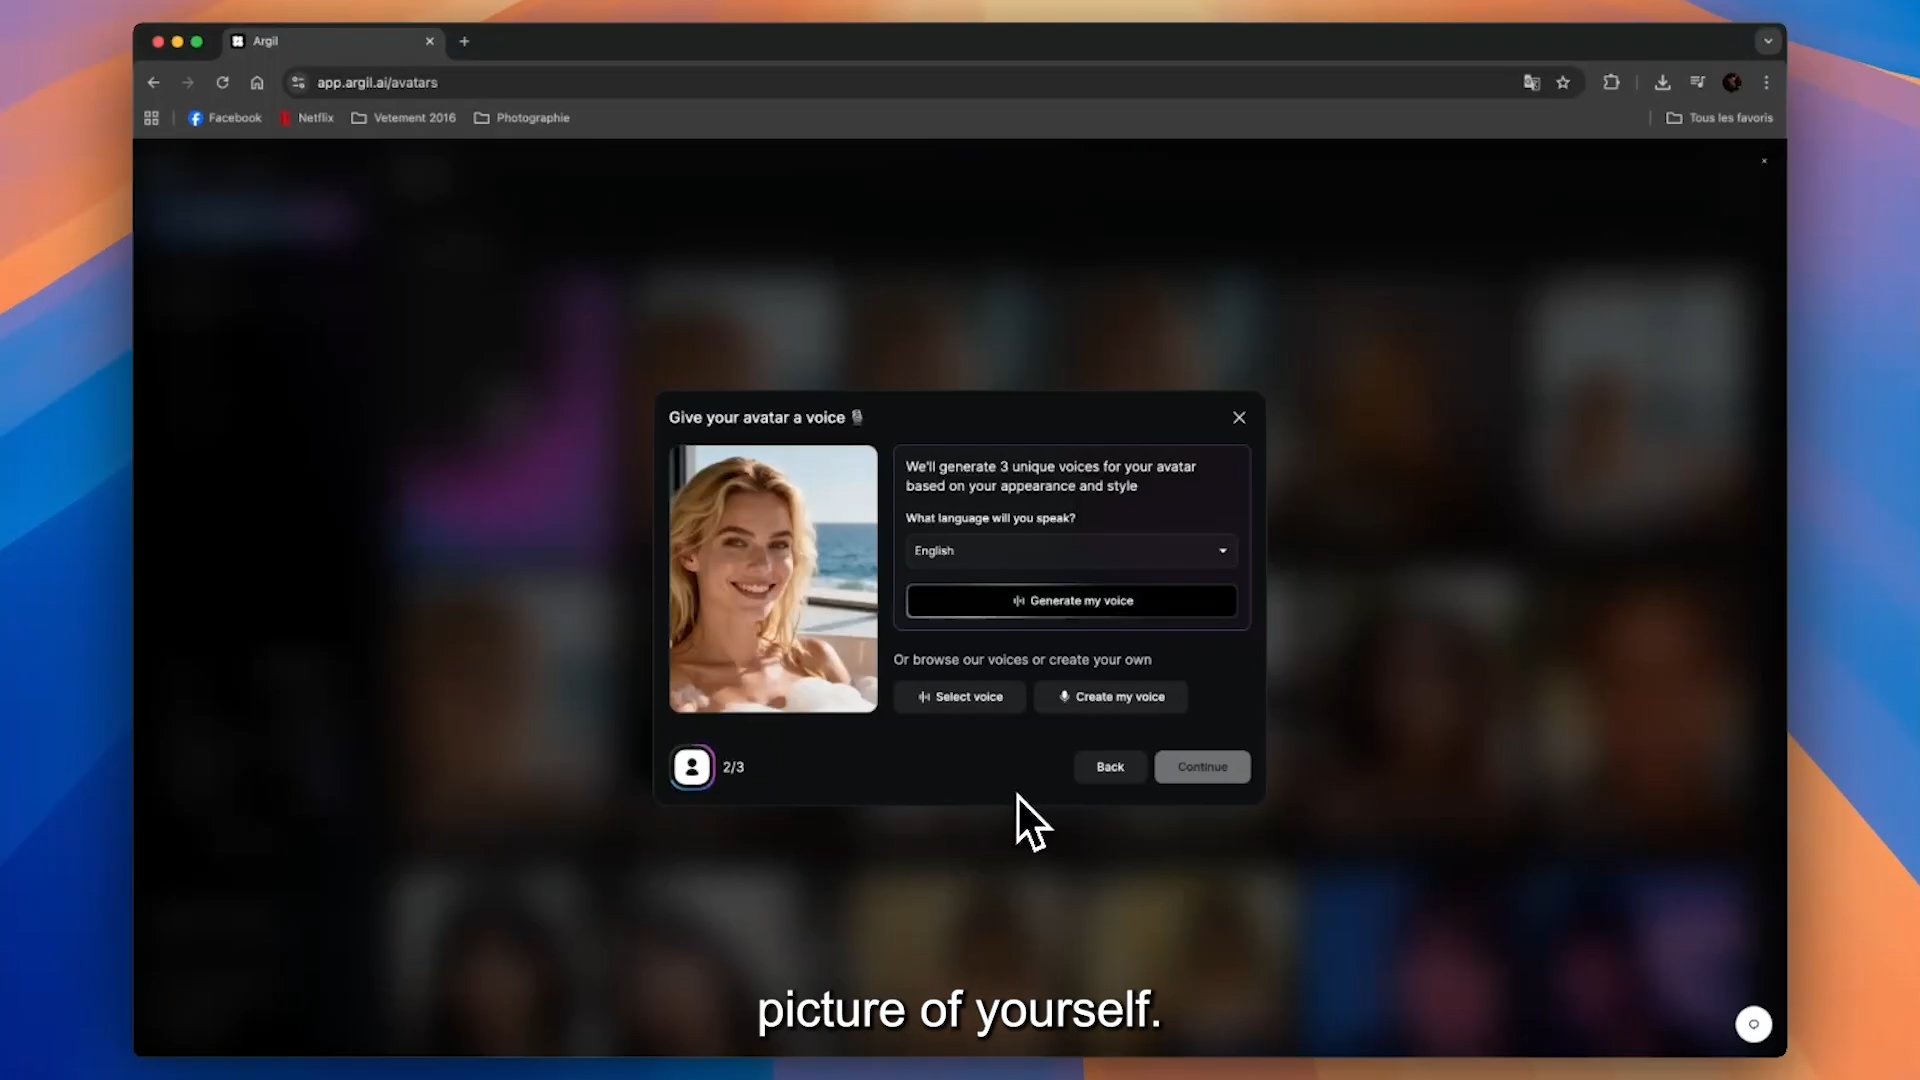 Argil
app.argil.ai/avatars
Facebook
Netflix
Vetement 2016
Photographie
Tous les favoris
Give your avatar a voice
We'll generate 3 unique voices for your avatar
based on your appearance and style
What language will you speak?
English
Generate my voice
Or browse our voices or create your own
Select voice
Create my voice
2/3
Back
Continue
picture of yourself.